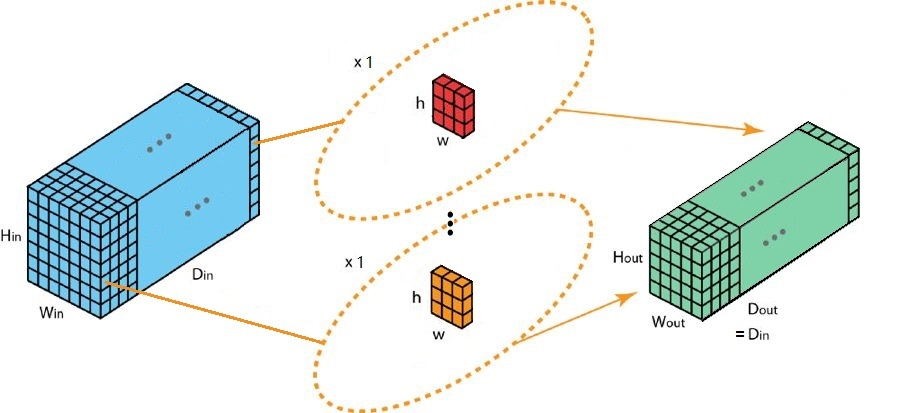 x 1
h
w
Hin
Win
Din
x 1
h
w
Hout
Wout
Dout
= Din